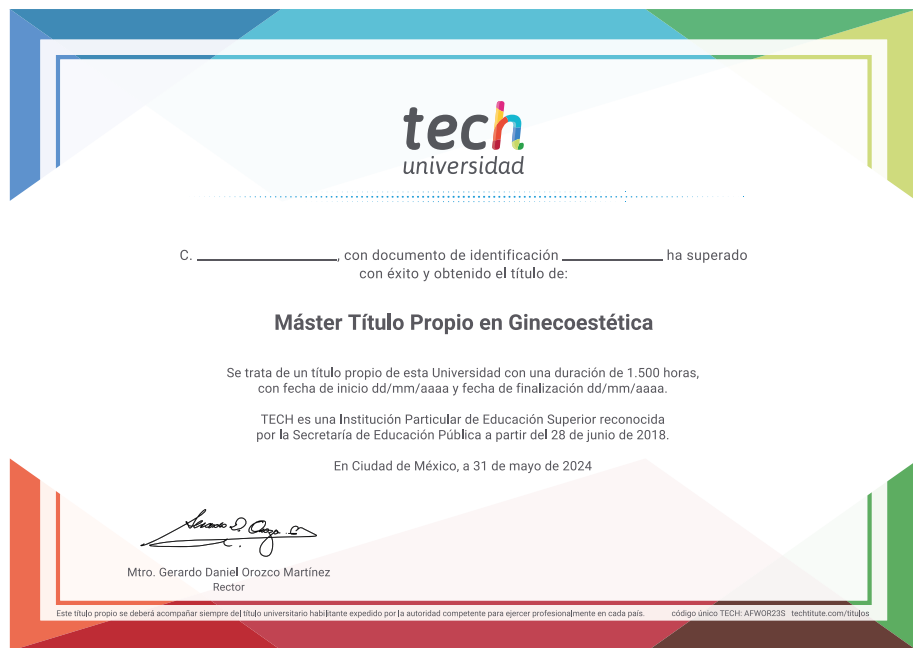 tech
universidad
C. __________________, con documento de identificación _____________ ha superado
con éxito y obtenido el título de:
Máster Título Propio en Ginecoestética
Se trata de un título propio de esta Universidad con una duración de 1.500 horas,
con fecha de inicio dd/mm/aaaa y fecha de finalización dd/mm/aaaa.
TECH es una Institución Particular de Educación Superior reconocida
por la Secretaría de Educación Pública a partir del 28 de junio de 2018.
En Ciudad de México, a 31 de mayo de 2024
Mtro. Gerardo Daniel Orozco Martínez
Rector
Este título propio se deberá acompañar siempre del título universitario habilitante expedido por la autoridad competente para ejercer profesionalmente en cada país. código único TECH: AFWOR23S techtitute.com/titulos